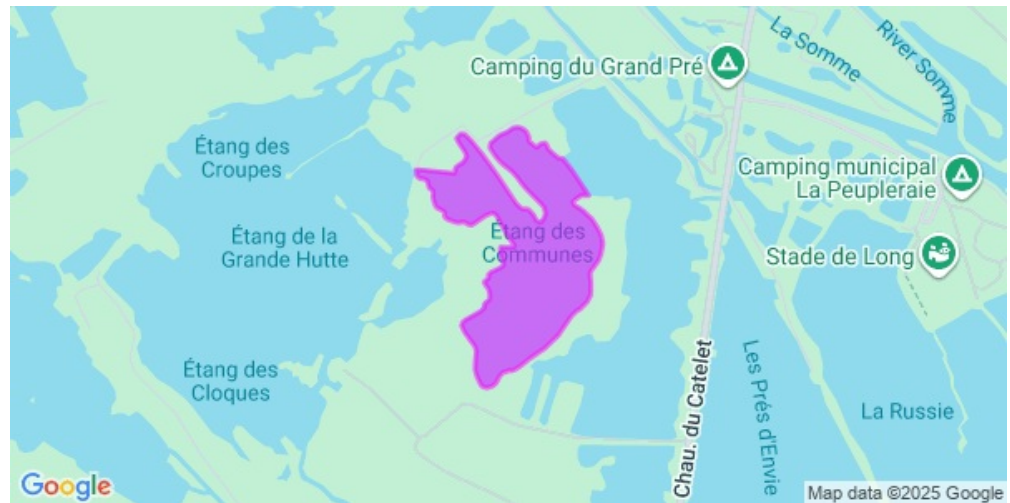 La Somme
River Somme
Camping du Grand Pré
Étang des
Croupes
Camping municipal
La Peupleraie
Étang de la
Grande Hutte
Étang des
Communes
Stade de Long
Étang des
Cloques
Chau. du Catelet
Les Prés d'Envie
La Russie
Google
Map data ©2025 Google